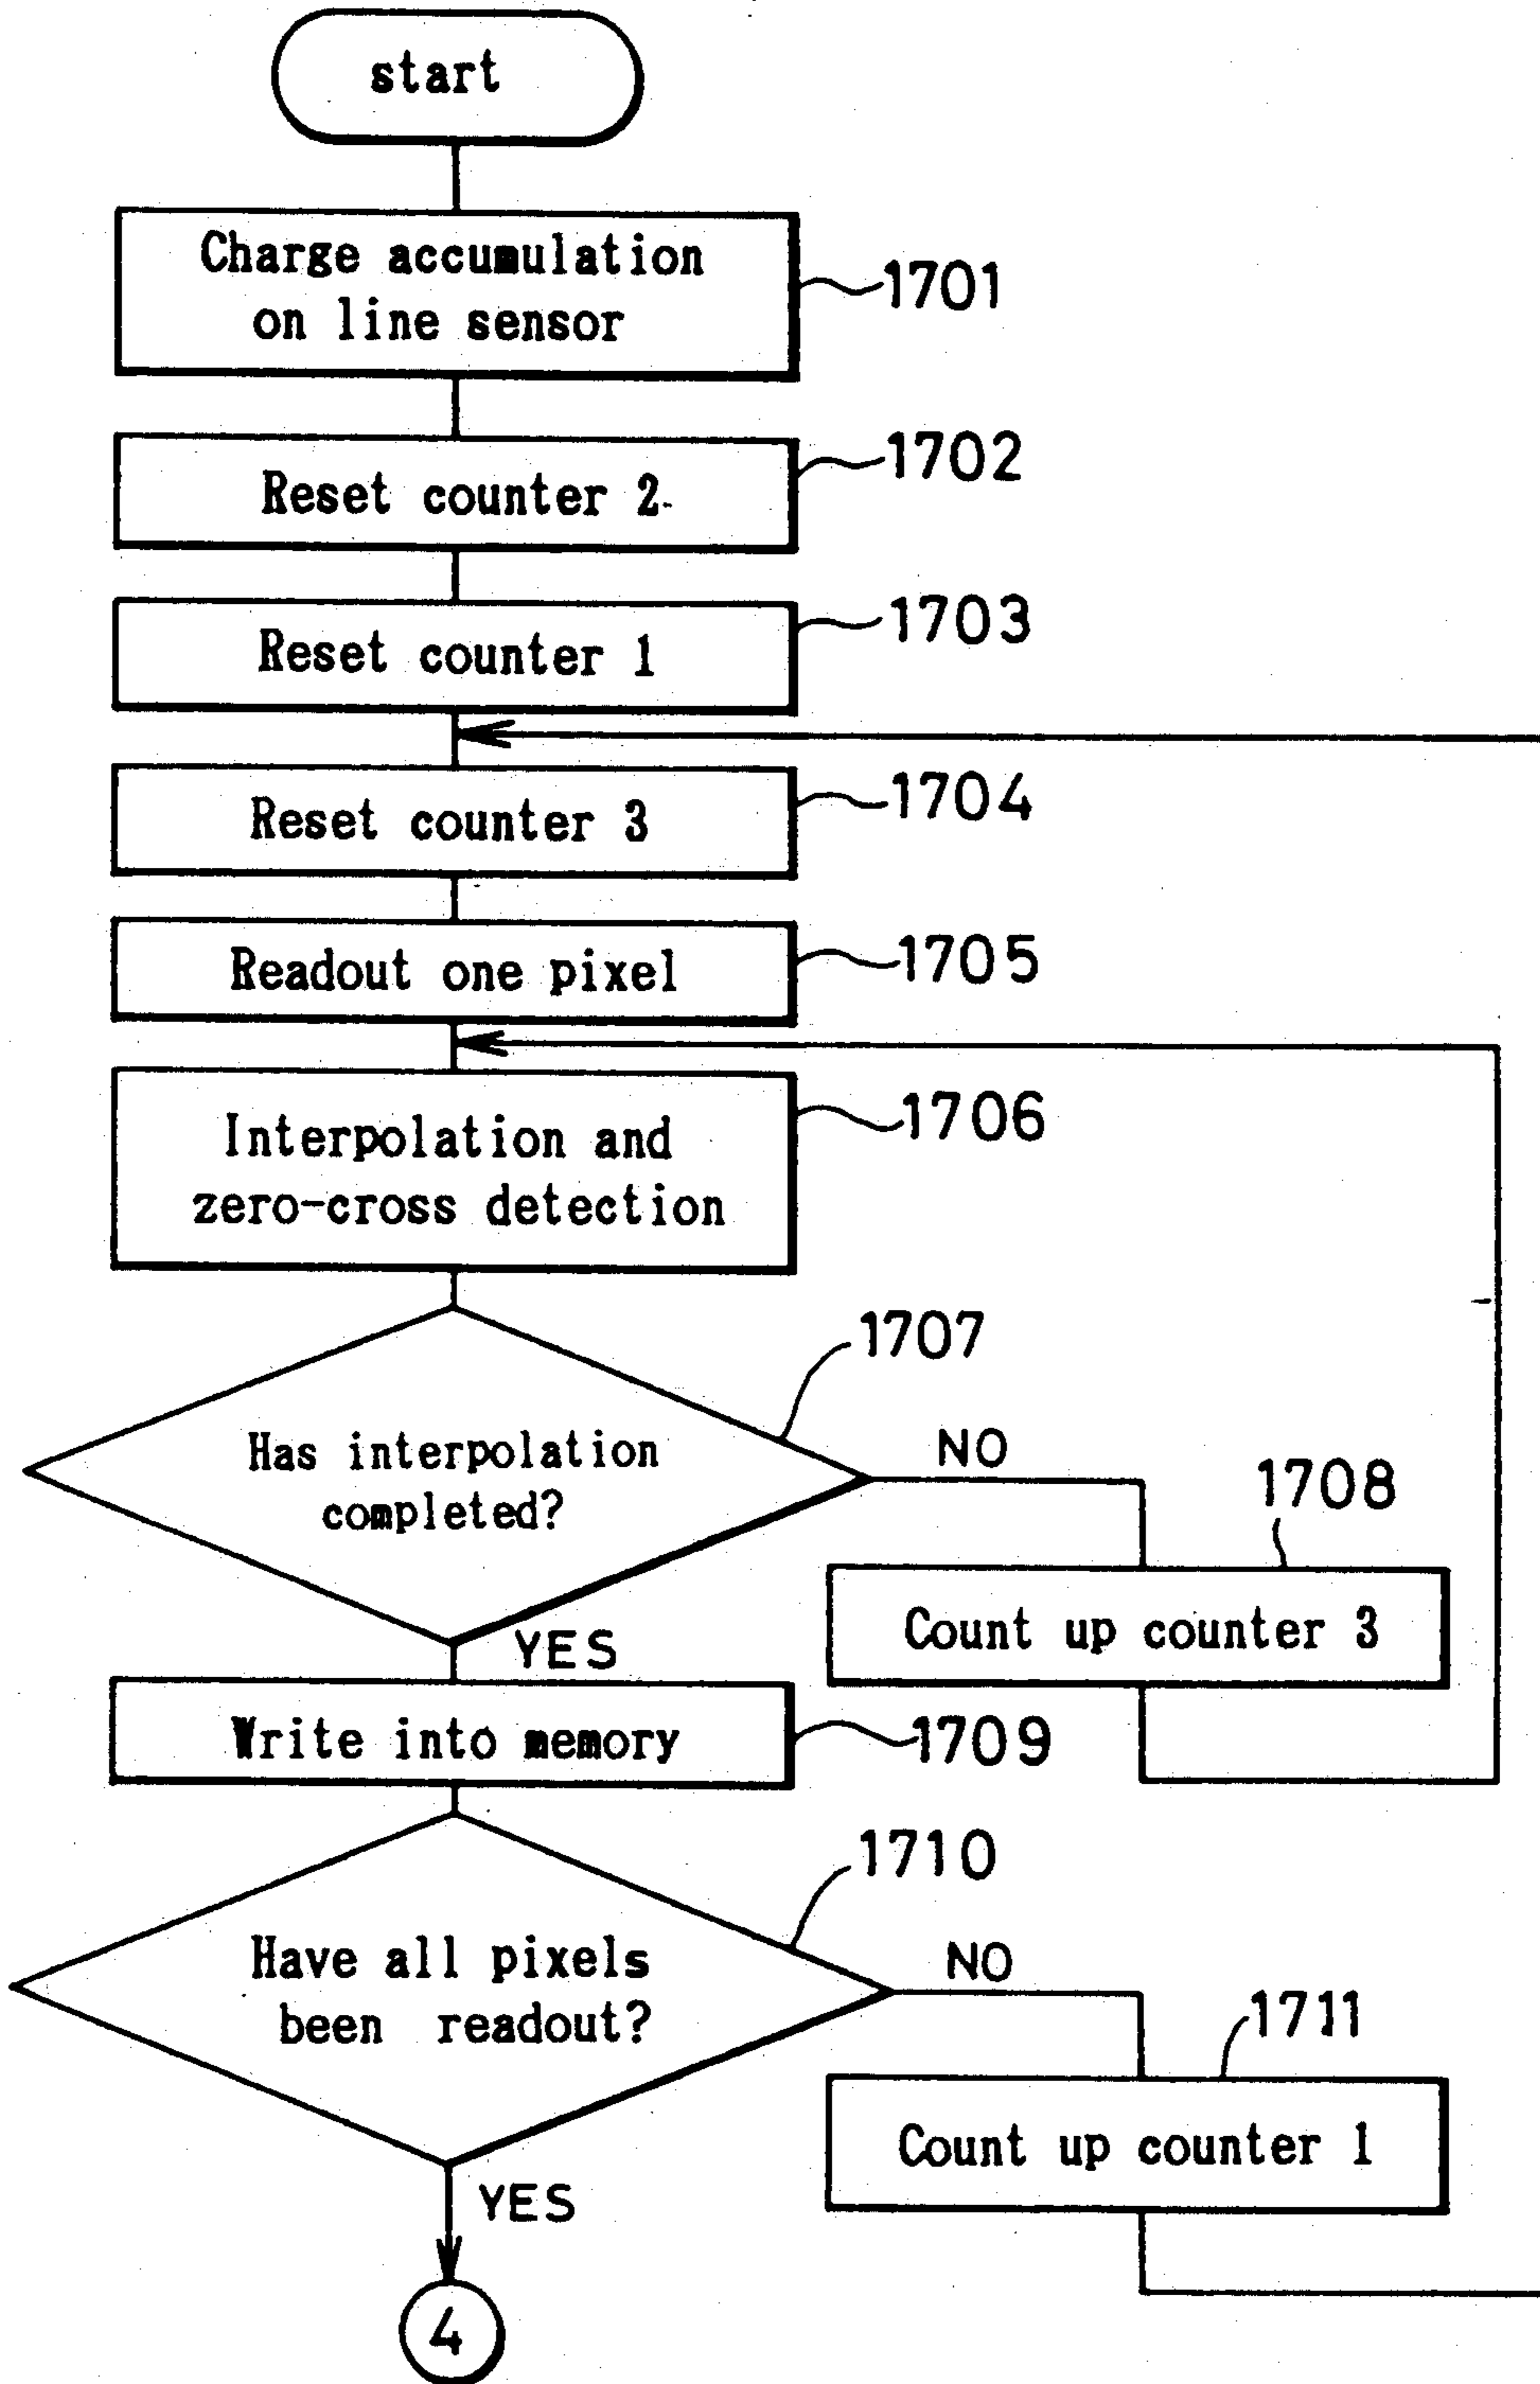 start
Charge accumulation
on line sensor
1701
Reset counter 2
1702
Reset counter 1
1703
Reset counter 3
1704
Readout one pixel
1705
Interpolation and
zero-cross detection
1706
Has interpolation
completed?
1707
NO
1708
Count up counter 3
YES
Write into memory
1709
Have all pixels
been readout?
1710
NO
1711
Count up counter 1
YES
4